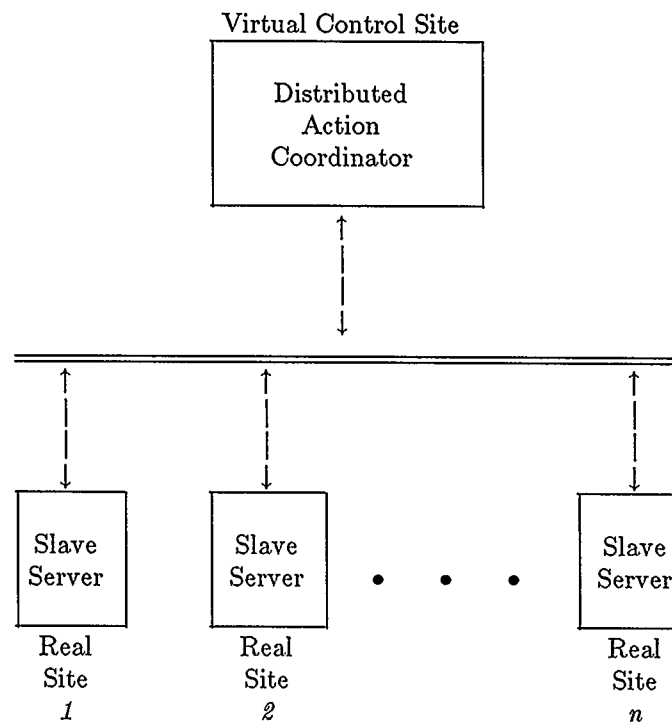 Virtual Control Site
Distributed
Action
Coordinator
Slave
Server
Slave
Server
Slave
Server
Real
Site
1
Real
Site
2
Real
Site
n